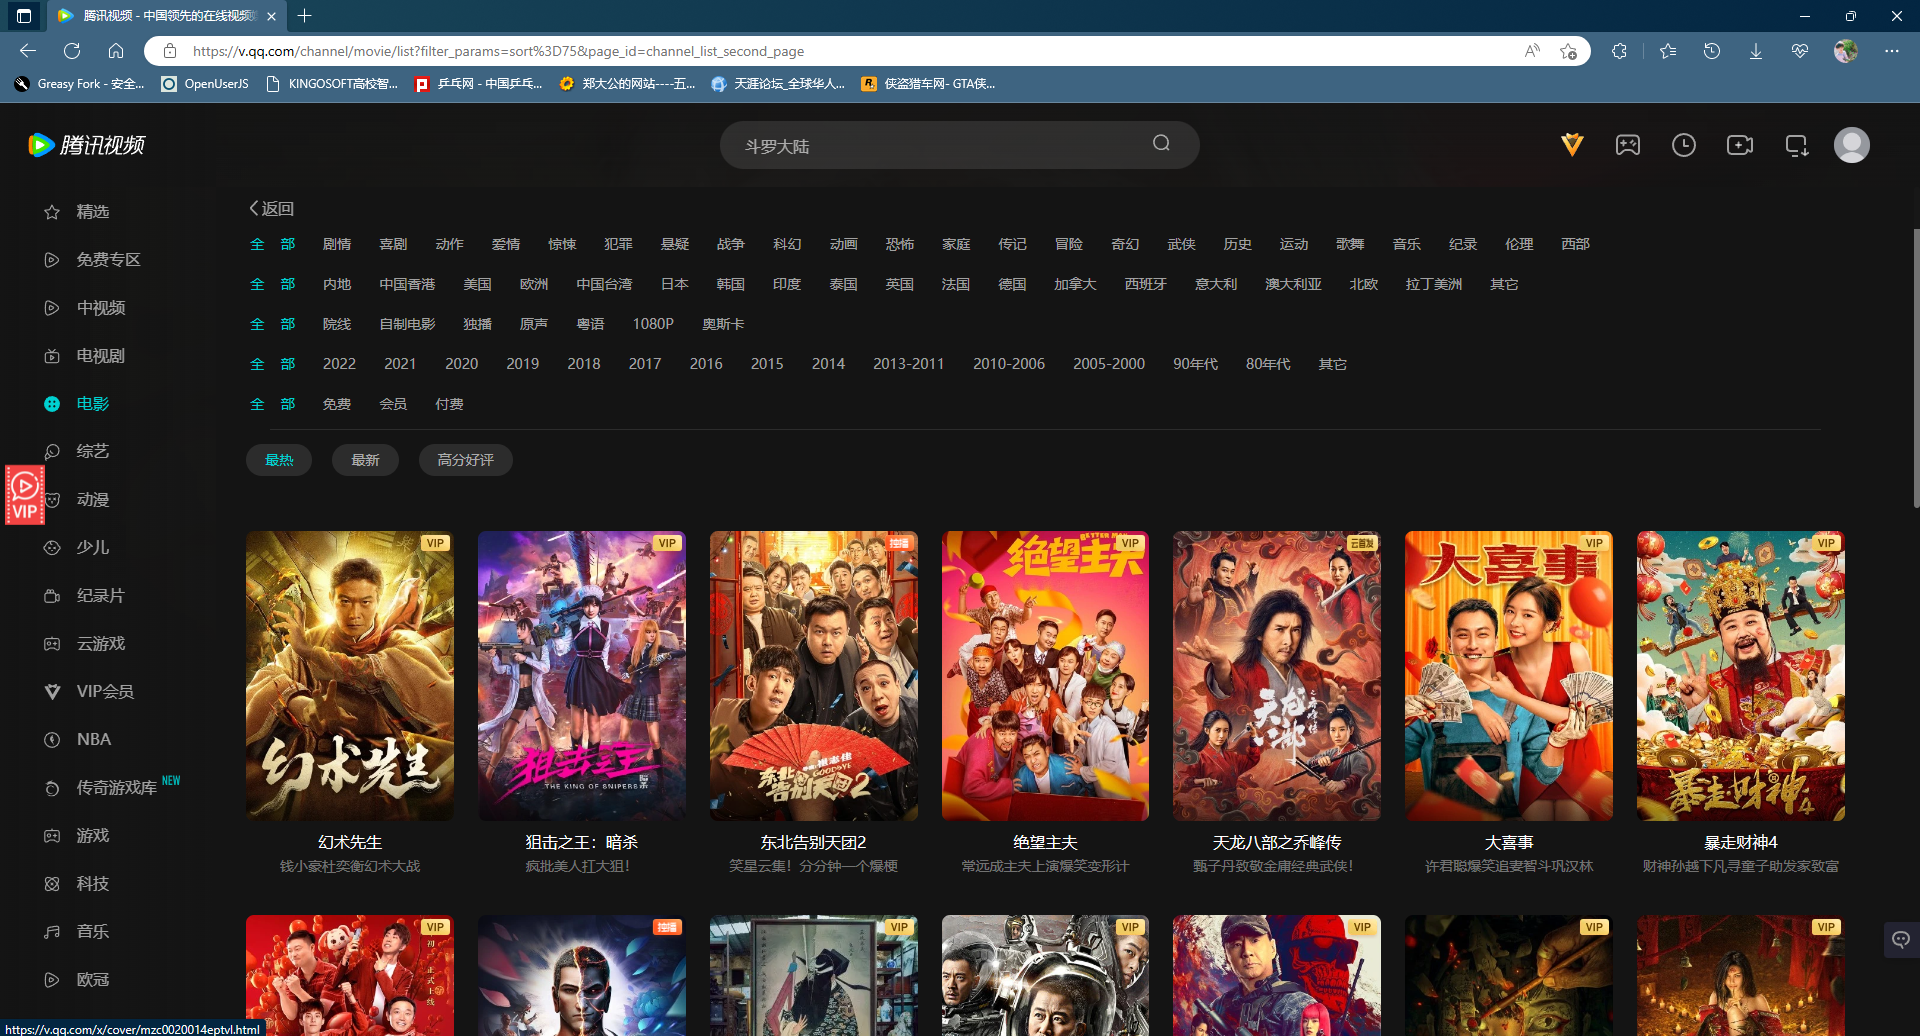 腾讯视频 - 中国领先的在线视频
https://v.qq.com/channel/movie/list?filter_params=sort%3D75&page_id=channel_list_second_page
Greasy Fork - 安全... OpenUserJS KINGOSOFT高校智... 乒乓网 - 中国乒乓... 郑大公的网站----五... 天涯论坛_全球华人... 侠盗猎车网- GTA侠...
腾讯视频
斗罗大陆
精选
免费专区
中视频
电视剧
电影
综艺
动漫
少儿
纪录片
云游戏
VIP会员
NBA
传奇游戏库 NEW
游戏
科技
音乐
欧冠
VIP
返回
全 部 剧情 喜剧 动作 爱情 惊悚 犯罪 悬疑 战争 科幻 动画 恐怖 家庭 传记 冒险 奇幻 武侠 历史 运动 歌舞 音乐 纪录 伦理 西部
全 部 内地 中国香港 美国 欧洲 中国台湾 日本 韩国 印度 泰国 英国 法国 德国 加拿大 西班牙 意大利 澳大利亚 北欧 拉丁美洲 其它
全 部 院线 自制电影 独播 原声 粤语 1080P 奥斯卡
全 部 2022 2021 2020 2019 2018 2017 2016 2015 2014 2013-2011 2010-2006 2005-2000 90年代 80年代 其它
全 部 免费 会员 付费
最热 最新 高分好评
VIP VIP 独播 VIP 云首发 VIP VIP
绝望主夫
大喜事
幻术先生
狙击之王
THE KING OF SNIPERS
东北告别天团2
GOODBYE
天龙八部
之乔峰传
暴走财神4
幻术先生 狙击之王：暗杀 东北告别天团2 绝望主夫 天龙八部之乔峰传 大喜事 暴走财神4
钱小豪杜奕衡幻术大战 疯批美人扛大狙！ 笑星云集！分分钟一个爆梗 常远成主夫上演爆笑变形计 甄子丹致敬金庸经典武侠！ 许君聪爆笑追妻智斗巩汉林 财神孙越下凡寻童子助发家致富
VIP 独播 VIP VIP VIP VIP VIP
https://v.qq.com/x/cover/mzc0020014eptvl.html